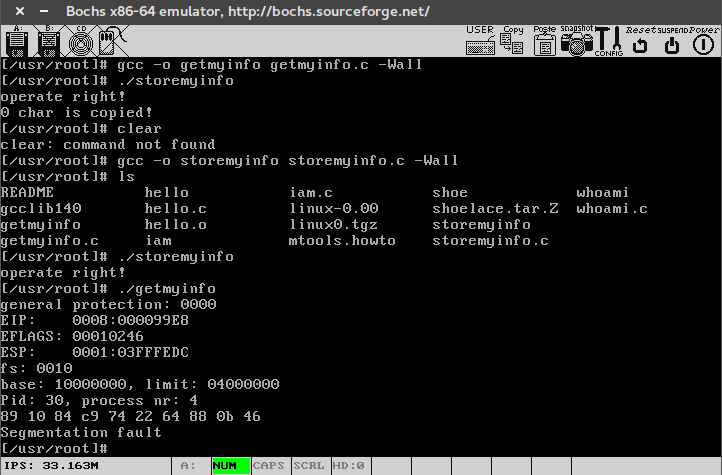 Bochs x86-64 emulator, http://bochs.sourceforge.net/
A: B: CD USER Copy Paste snapshot CONFIG Reset SUSPEND Power
[/usr/root]# gcc -o getmyinfo getmyinfo.c -Wall
[/usr/root]# ./storemyinfo
operate right!
0 char is copied!
[/usr/root]# clear
clear: command not found
[/usr/root]# gcc -o storemyinfo storemyinfo.c -Wall
[/usr/root]# ls
README hello iam.c shoe whoami
gcclib140 hello.c linux-0.00 shoelace.tar.Z whoami.c
getmyinfo hello.o linux0.tgz storemyinfo
getmyinfo.c iam mtools.howto storemyinfo.c
[/usr/root]# ./storemyinfo
operate right!
[/usr/root]# ./getmyinfo
general protection: 0000
EIP: 0008:000099E8
EFLAGS: 00010246
ESP: 0001:03FFFEDC
fs: 0010
base: 10000000, limit: 04000000
Pid: 30, process nr: 4
89 10 84 c9 74 22 64 88 0b 46
Segmentation fault
[/usr/root]#
IPS: 33.163M A: NUM CAPS SCRL HD:0